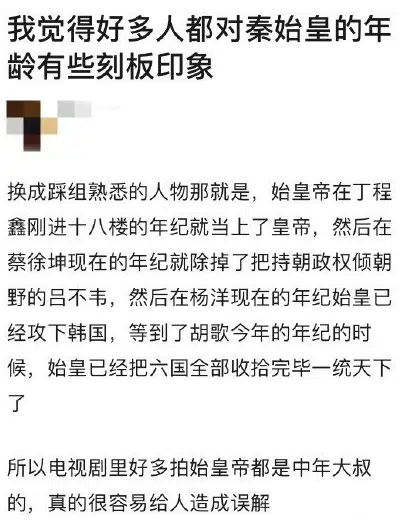 我觉得好多人都对秦始皇的年
龄有些刻板印象
换成踩组熟悉的人物那就是，始皇帝在丁程
鑫刚进十八楼的年纪就当上了皇帝，然后在
蔡徐坤现在的年纪就除掉了把持朝政权倾朝
野的吕不韦，然后在杨洋现在的年纪始皇已
经攻下韩国，等到了胡歌今年的年纪的时
候，始皇已经把六国全部收拾完毕一统天下
了
所以电视剧里好多拍始皇帝都是中年大叔
的，真的很容易给人造成误解